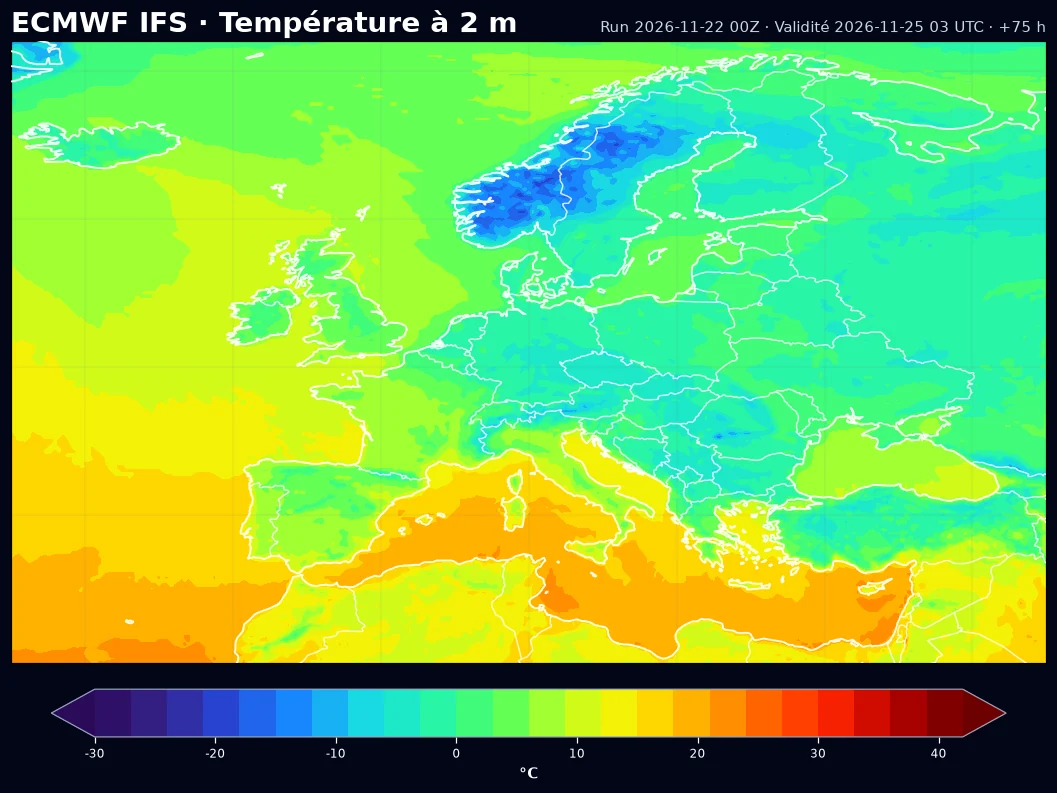 ECMWF IFS · Température à 2 m
Run 2026-11-22 00Z · Validité 2026-11-25 03 UTC · +75 h
-30 -20 -10 0 10 20 30 40
°C